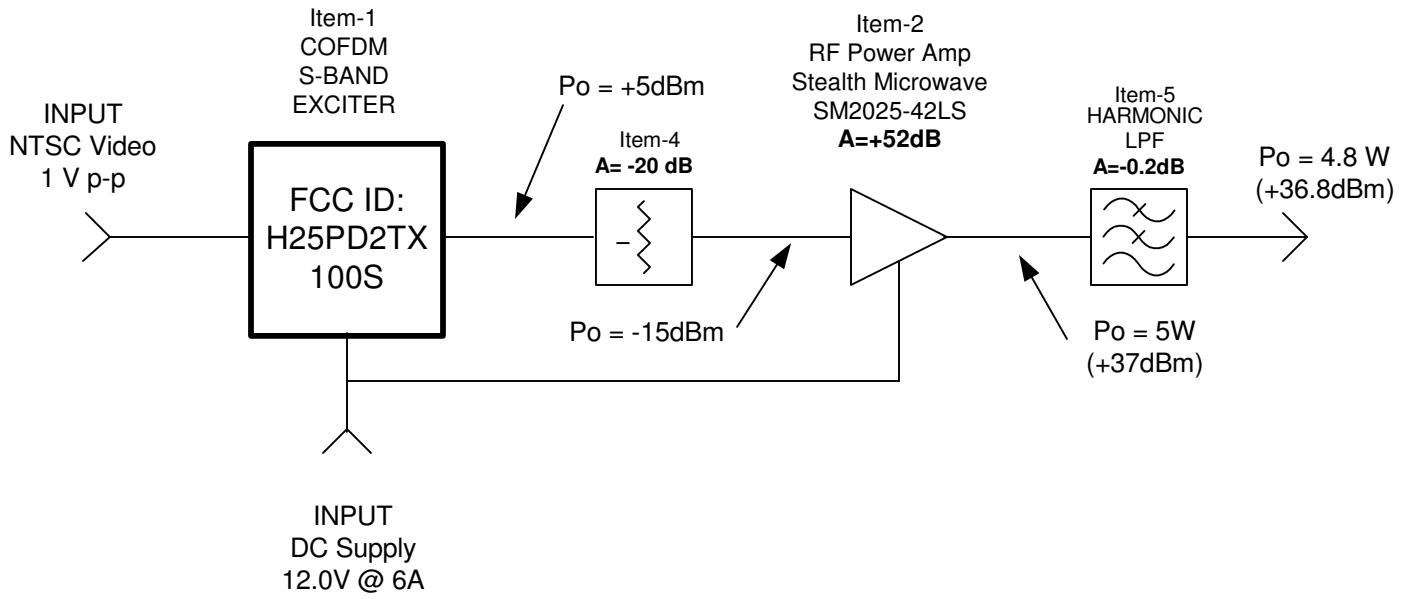 Item-1
COFDM
S-BAND
EXCITER
INPUT
NTSC Video
1 V p-p
FCC ID:
H25PD2TX
100S
Po = +5dBm
Item-4
A= -20 dB
Po = -15dBm
Item-2
RF Power Amp
Stealth Microwave
SM2025-42LS
A=+52dB
Item-5
HARMONIC
LPF
A=-0.2dB
Po = 4.8 W
(+36.8dBm)
Po = 5W
(+37dBm)
INPUT
DC Supply
12.0V @ 6A